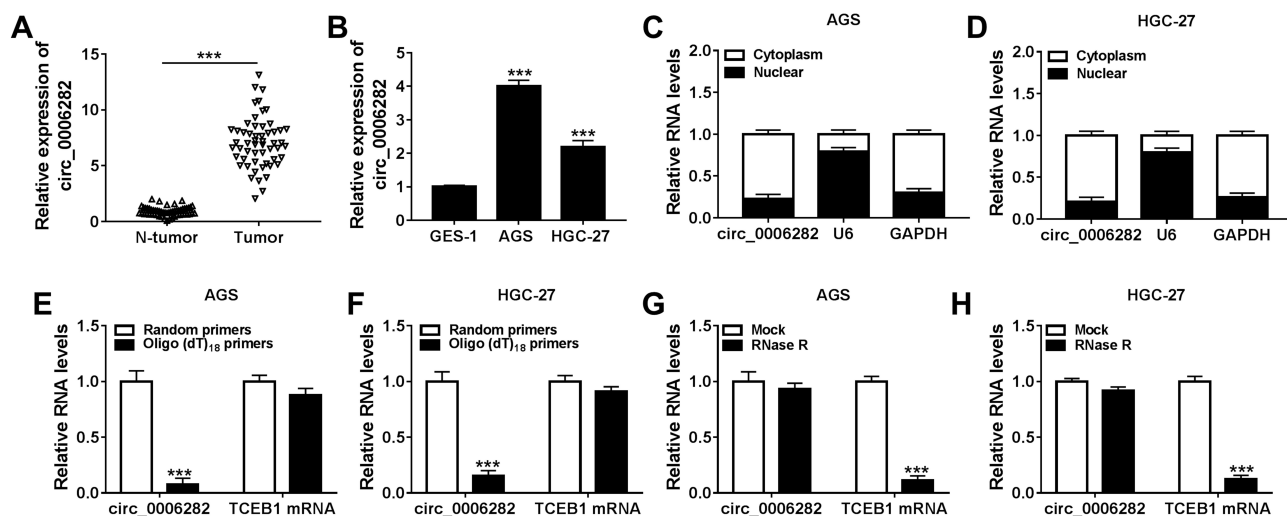 A
Relative expression of
circ_0006282
15
10
5
0
***
N-tumor
Tumor
B
Relative expression of
circ_0006282
5
4
3
2
1
0
***
***
GES-1
AGS
HGC-27
C
AGS
Relative RNA levels
2.0
1.5
1.0
0.5
0.0
Cytoplasm
Nuclear
circ_0006282
U6
GAPDH
D
HGC-27
Relative RNA levels
2.0
1.5
1.0
0.5
0.0
Cytoplasm
Nuclear
circ_0006282
U6
GAPDH
E
AGS
Relative RNA levels
1.5
1.0
0.5
0.0
Random primers
Oligo (dT)18 primers
***
circ_0006282
TCEB1 mRNA
F
HGC-27
Relative RNA levels
1.5
1.0
0.5
0.0
Random primers
Oligo (dT)18 primers
***
circ_0006282
TCEB1 mRNA
G
AGS
Relative RNA levels
1.5
1.0
0.5
0.0
Mock
RNase R
***
circ_0006282
TCEB1 mRNA
H
HGC-27
Relative RNA levels
1.5
1.0
0.5
0.0
Mock
RNase R
***
circ_0006282
TCEB1 mRNA